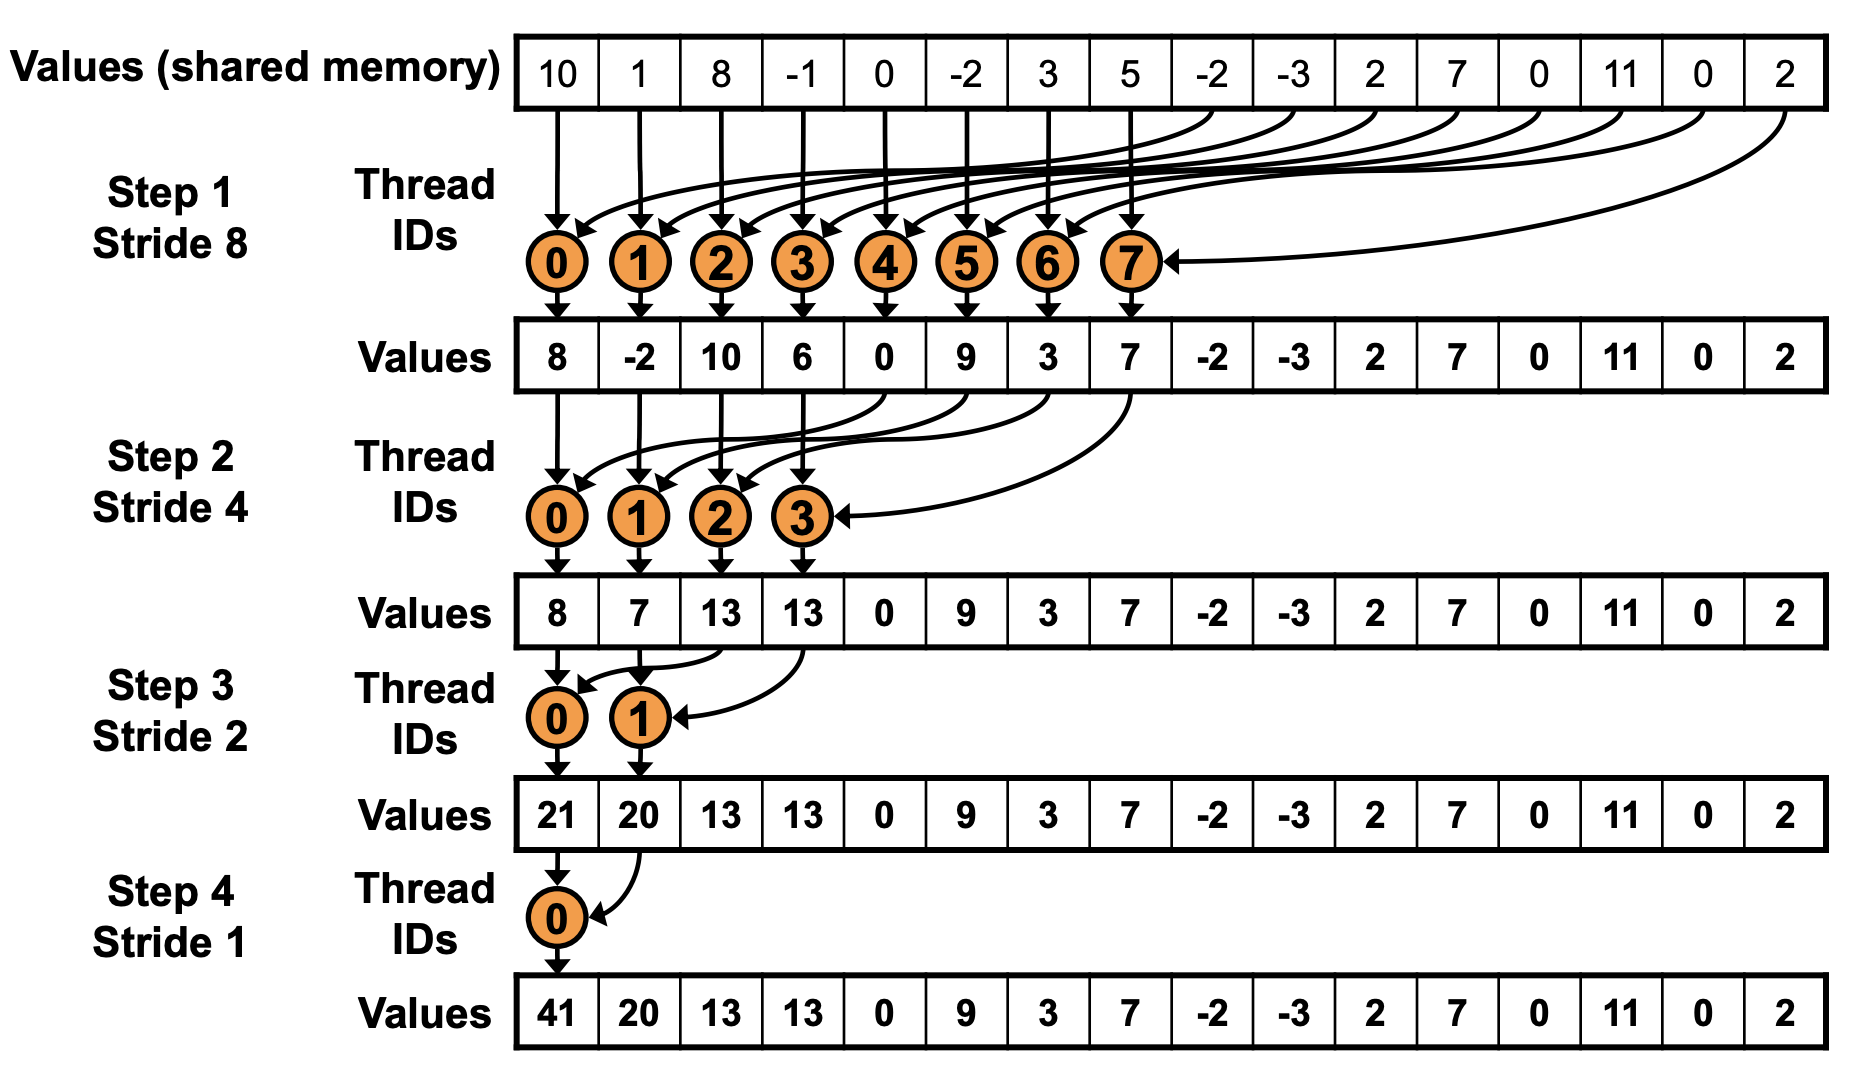 Values (shared memory) 10 1 8 -1 0 -2 3 5 -2 -3 2 7 0 11 0 2
Step 1 Thread
Stride 8 IDs
0 1 2 3 4 5 6 7
Values 8 -2 10 6 0 9 3 7 -2 -3 2 7 0 11 0 2
Step 2 Thread
Stride 4 IDs
0 1 2 3
Values 8 7 13 13 0 9 3 7 -2 -3 2 7 0 11 0 2
Step 3 Thread
Stride 2 IDs
0 1
Values 21 20 13 13 0 9 3 7 -2 -3 2 7 0 11 0 2
Step 4 Thread
Stride 1 IDs
0
Values 41 20 13 13 0 9 3 7 -2 -3 2 7 0 11 0 2